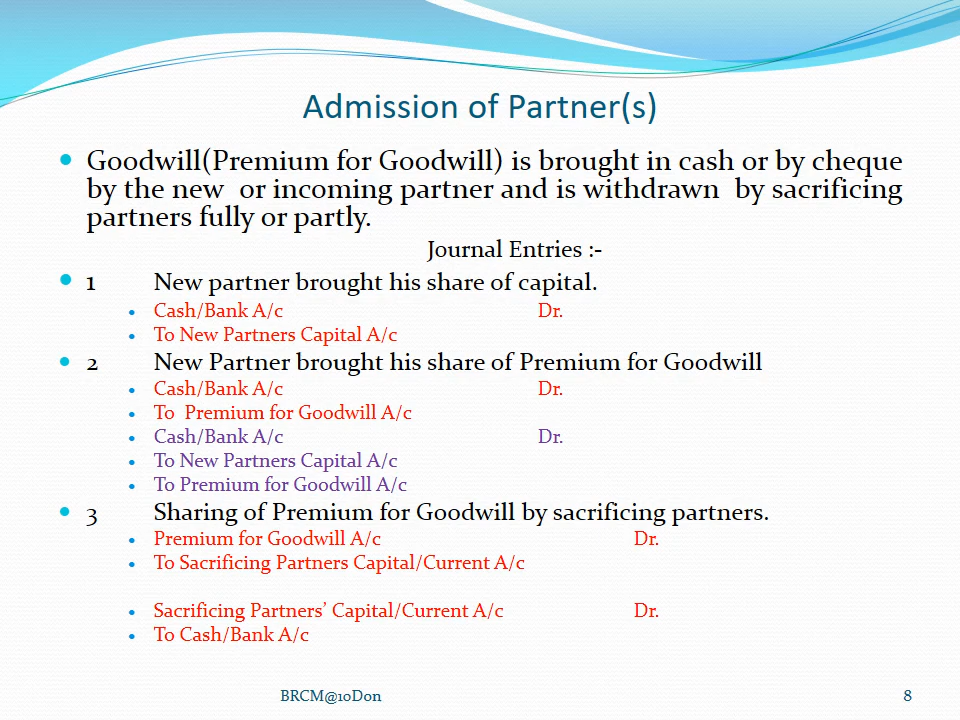 Admission of Partner(s)
Goodwill(Premium for Goodwill) is brought in cash or by cheque
by the new or incoming partner and is withdrawn by sacrificing
partners fully or partly.
Journal Entries :-
1 New partner brought his share of capital.
Cash/Bank A/c Dr.
To New Partners Capital A/c
2 New Partner brought his share of Premium for Goodwill
Cash/Bank A/c Dr.
To Premium for Goodwill A/c
Cash/Bank A/c Dr.
To New Partners Capital A/c
To Premium for Goodwill A/c
3 Sharing of Premium for Goodwill by sacrificing partners.
Premium for Goodwill A/c Dr.
To Sacrificing Partners Capital/Current A/c
Sacrificing Partners’ Capital/Current A/c Dr.
To Cash/Bank A/c
BRCM@10Don 8